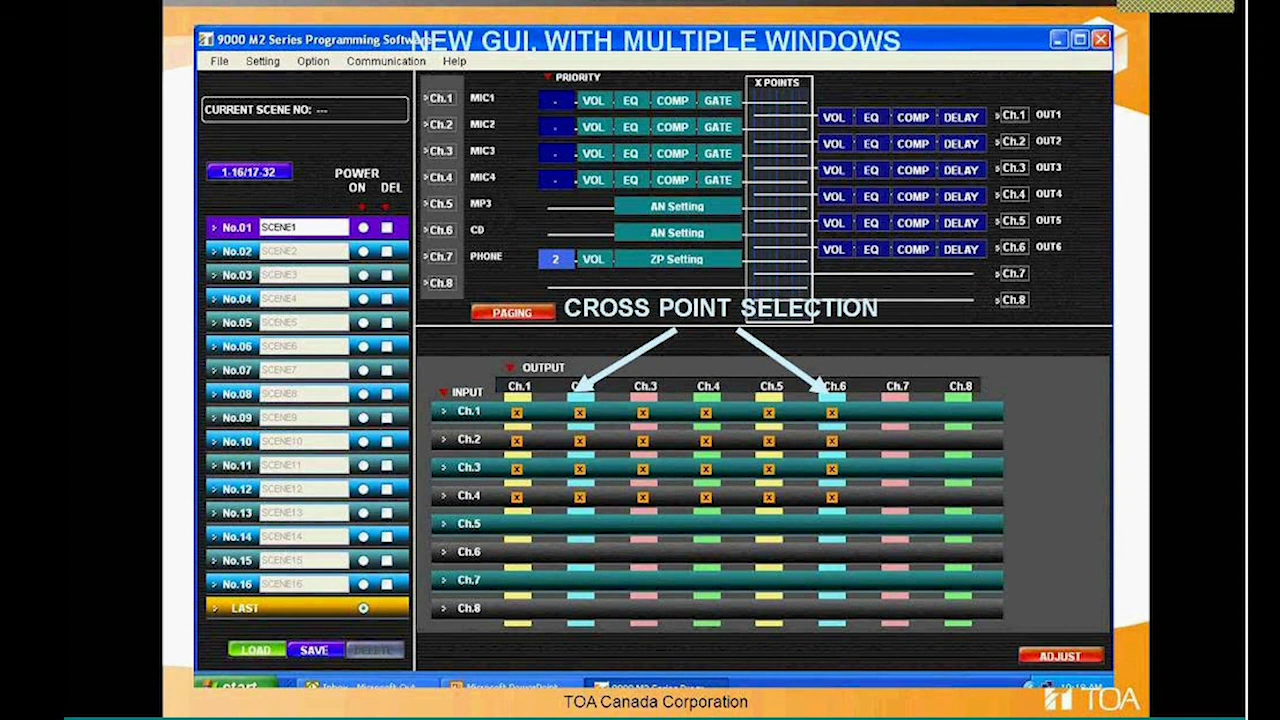 9000 M2 Series Programming Software
NEW GUI. WITH MULTIPLE WINDOWS
File Setting Option Communication Help
CURRENT SCENE NO: ---
1-16/17-32
POWER
ON DEL
No.01 SCENE1
No.02 SCENE2
No.03 SCENE3
No.04 SCENE4
No.05 SCENE5
No.06 SCENE6
No.07 SCENE7
No.08 SCENE8
No.09 SCENE9
No.10 SCENE10
No.11 SCENE11
No.12 SCENE12
No.13 SCENE13
No.14 SCENE14
No.15 SCENE15
No.16 SCENE16
LAST
LOAD SAVE DELETE
PRIORITY
X POINTS
Ch.1 MIC1 - VOL EQ COMP GATE
Ch.2 MIC2 - VOL EQ COMP GATE
Ch.3 MIC3 - VOL EQ COMP GATE
Ch.4 MIC4 - VOL EQ COMP GATE
Ch.5 MP3 AN Setting
Ch.6 CD AN Setting
Ch.7 PHONE 2 VOL ZP Setting
Ch.8
VOL EQ COMP DELAY Ch.1 OUT1
VOL EQ COMP DELAY Ch.2 OUT2
VOL EQ COMP DELAY Ch.3 OUT3
VOL EQ COMP DELAY Ch.4 OUT4
VOL EQ COMP DELAY Ch.5 OUT5
VOL EQ COMP DELAY Ch.6 OUT6
Ch.7
Ch.8
PAGING
CROSS POINT SELECTION
OUTPUT
INPUT
Ch.1 Ch.3 Ch.4 Ch.5 Ch.6 Ch.7 Ch.8
Ch.1 X X X X X X
Ch.2 X X X X X X
Ch.3 X X X X X X
Ch.4 X X X X X X
Ch.5
Ch.6
Ch.7
Ch.8
ADJUST
start
TOA Canada Corporation
TOA